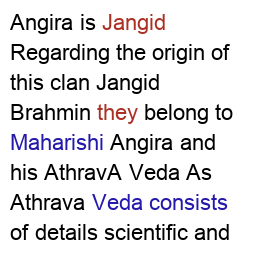 Angira is Jangid
Regarding the origin of
this clan Jangid
Brahmin they belong to
Maharishi Angira and
his AthravA Veda As
Athrava Veda consists
of details scientific and